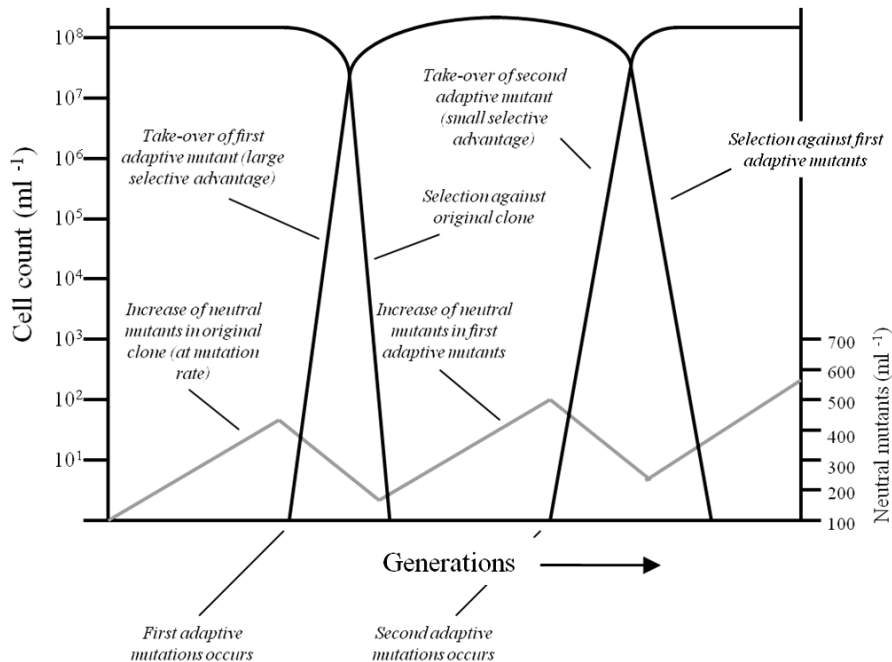 10⁸
10⁷
10⁶
10⁵
10⁴
10³
10²
10¹
Cell count (ml ⁻¹)
Take-over of first
adaptive mutant (large
selective advantage)
Selection against
original clone
Take-over of second
adaptive mutant
(small selective
advantage)
Selection against first
adaptive mutants
Increase of neutral
mutants in original
clone (at mutation
rate)
Increase of neutral
mutants in first
adaptive mutants
700
600
500
400
300
200
100
Neutral mutants (ml ⁻¹)
Generations
First adaptive
mutations occurs
Second adaptive
mutations occurs